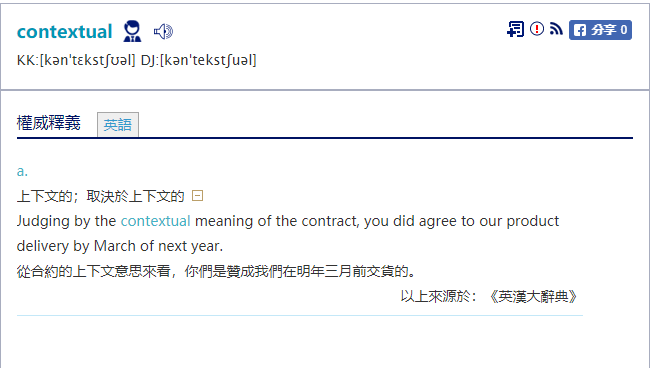 contextual
分享 0
KK:[kən'tɛkstʃʊəl] DJ:[kən'tekstʃuəl]
權威釋義 英語
a.
上下文的；取決於上下文的
Judging by the contextual meaning of the contract, you did agree to our product
delivery by March of next year.
從合約的上下文意思來看，你們是贊成我們在明年三月前交貨的。
以上來源於：《英漢大辭典》